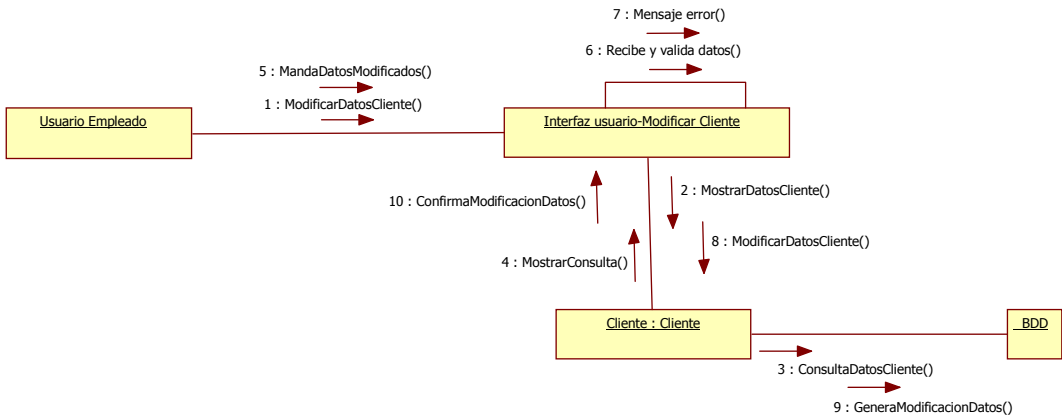 7 : Mensaje error()
6 : Recibe y valida datos()
5 : MandaDatosModificados()
1 : ModificarDatosCliente()
Usuario Empleado
Interfaz usuario-Modificar Cliente
2 : MostrarDatosCliente()
10 : ConfirmaModificacionDatos()
8 : ModificarDatosCliente()
4 : MostrarConsulta()
Cliente : Cliente
BDD
3 : ConsultaDatosCliente()
9 : GeneraModificacionDatos()